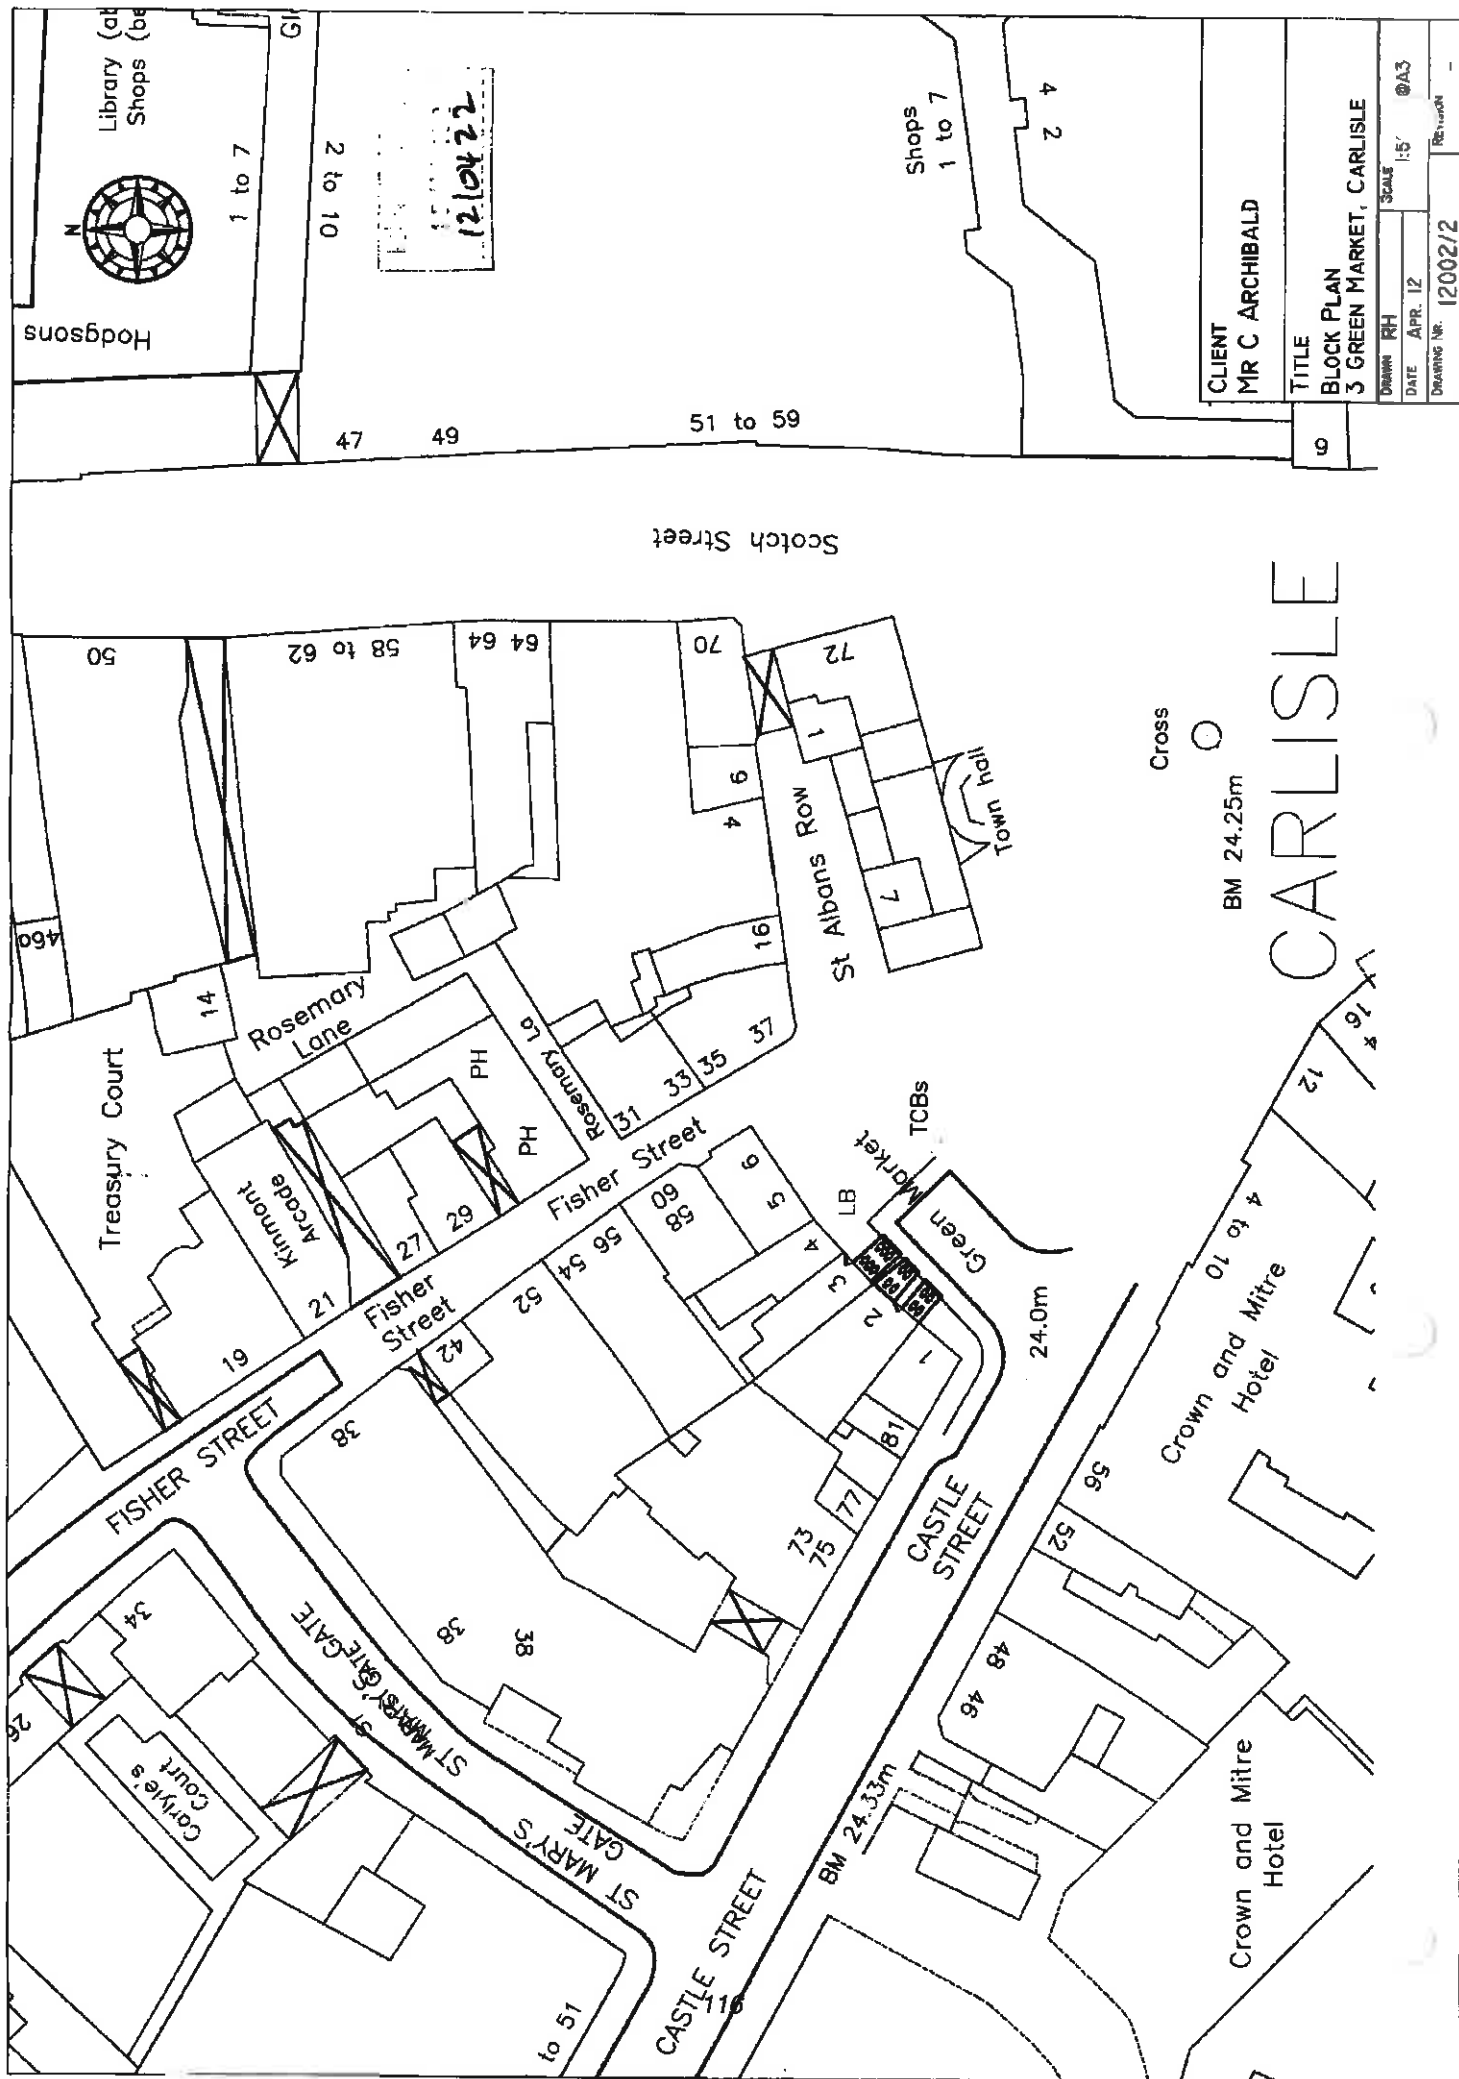 Library (ab
Shops (be
Gl
N
1 to 7
2 to 10
Hodgsons
12/0422
Shops
1 to 7
4
2
47
49
51 to 59
9
Scotch Street
50
58 to 62
64 64
70
72
1
6
4
7
16
St Albans Row
Town hall
Cross
BM 24.25m
CARLISLE
46a
14
Rosemary
Lane
Rosemary La
Treasury Court
Kinmont
Arcade
PH
PH
31
33
35
37
21
27
29
19
Fisher Street
Fisher
Street
FISHER STREET
42
52
54
56
58
60
6
5
4
3
2
1
LB
Green Market
TCBs
24.0m
81
77
73
75
38
38
38
34
26
Carlyle's
Court
ST MARY'S GATE
ST MARY'S GATE
ST MARY'S
GATE
CASTLE
STREET
CASTLE STREET
116
to 51
BM 24.33m
46
48
52
56
4 to 10
12
16
Crown and Mitre
Hotel
Crown and Mitre
Hotel
CLIENT
MR C ARCHIBALD
TITLE
BLOCK PLAN
3 GREEN MARKET, CARLISLE
DRAWN RH
SCALE 1:5 @A3
DATE APR. 12
DRAWING NR. 12002/2
REVISION -